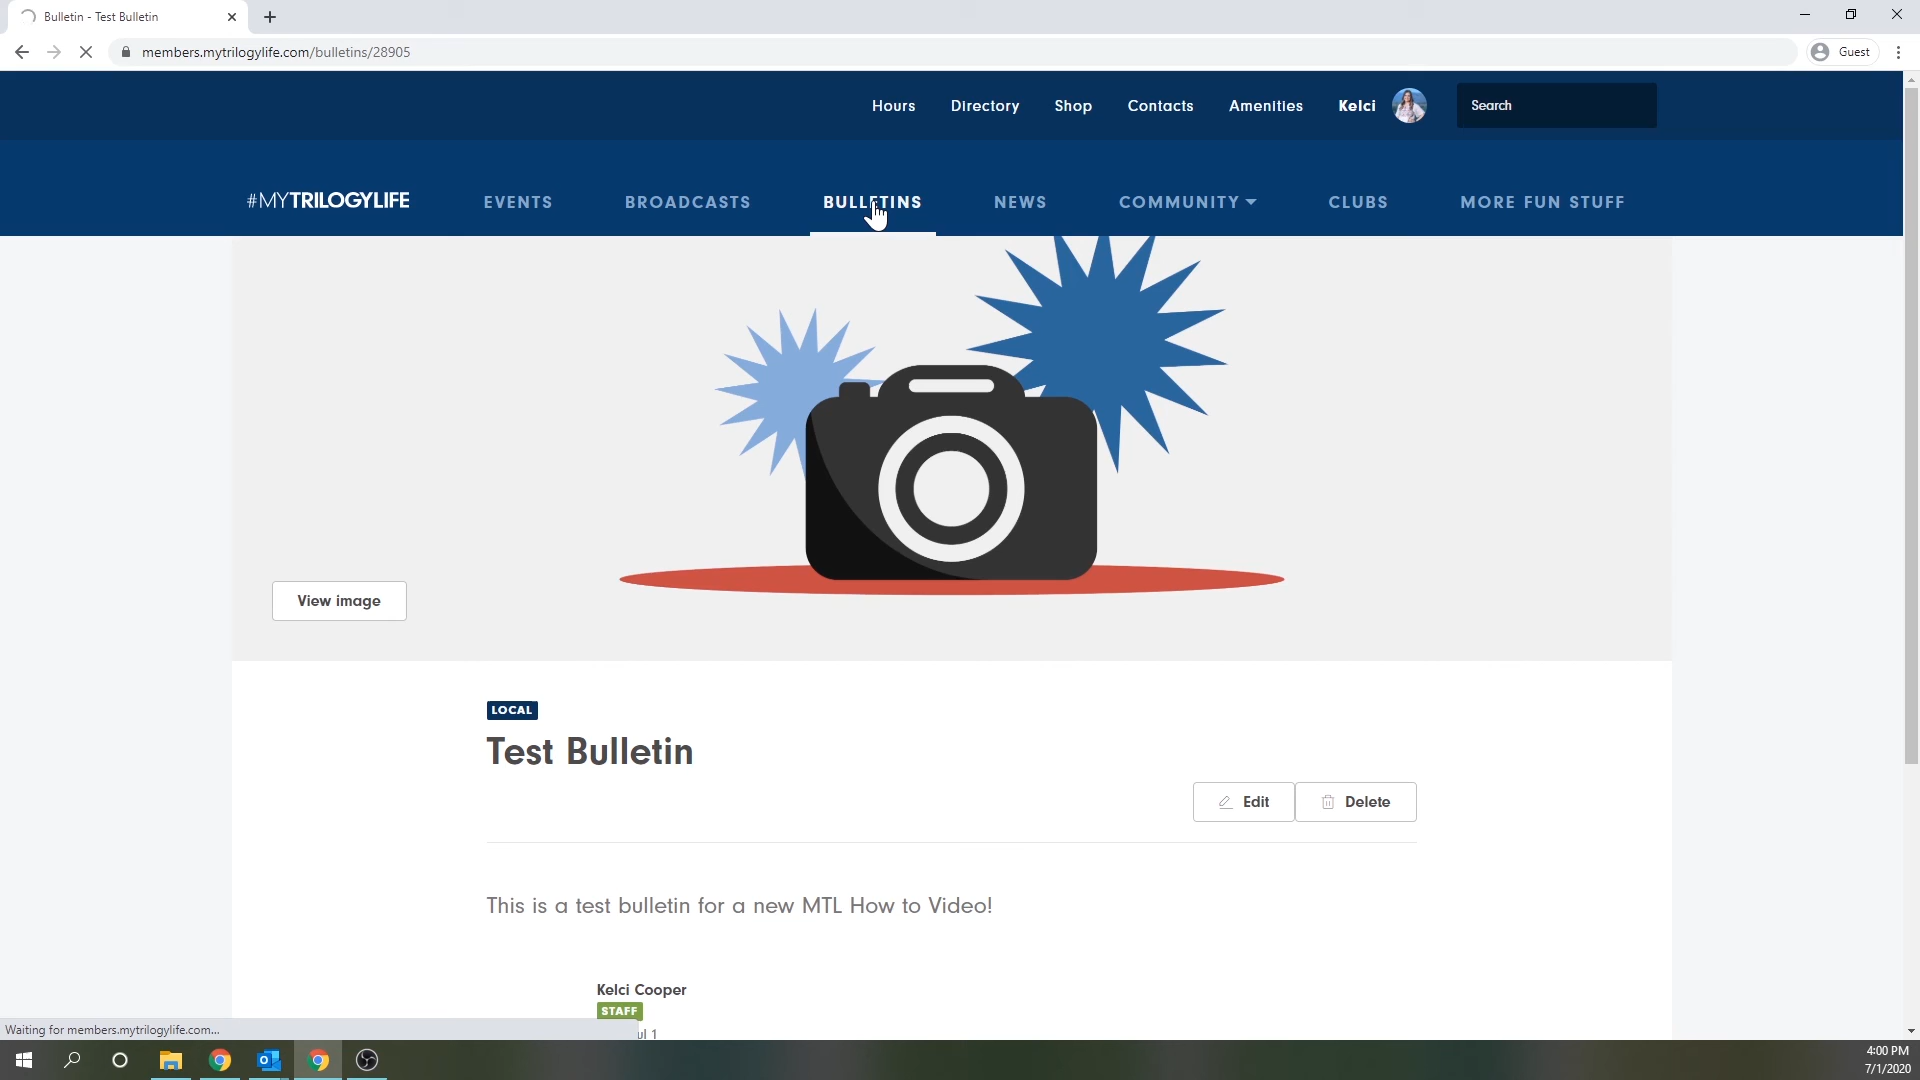 Bulletin - Test Bulletin
members.mytrilogylife.com/bulletins/28905
Guest
Hours Directory Shop Contacts Amenities Kelci Search
#MYTRILOGYLIFE EVENTS BROADCASTS BULLETINS NEWS COMMUNITY CLUBS MORE FUN STUFF
View image
LOCAL
Test Bulletin
Edit Delete
This is a test bulletin for a new MTL How to Video!
Kelci Cooper
STAFF
ul 1
Waiting for members.mytrilogylife.com...
4:00 PM
7/1/2020